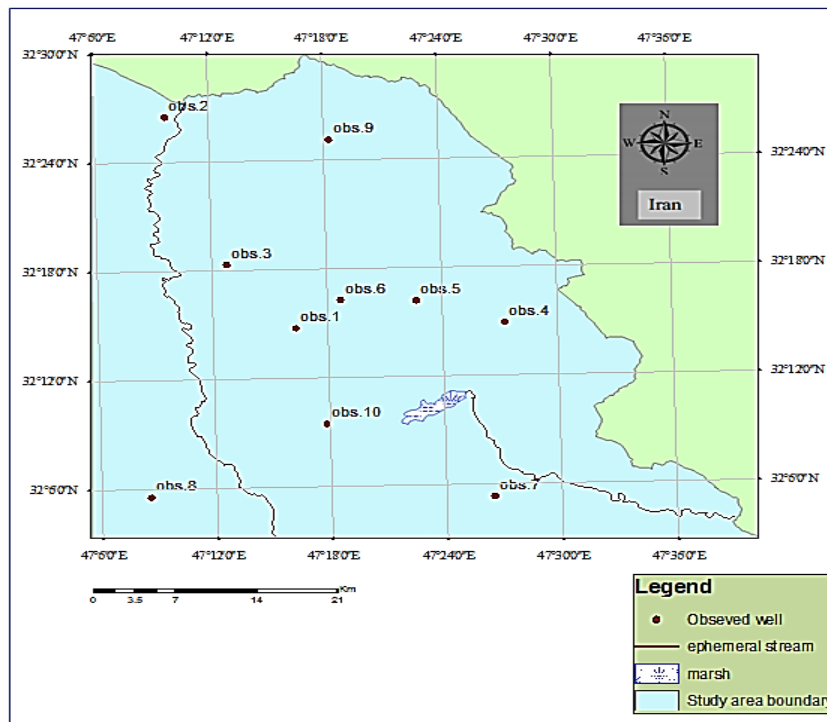 47°6'0"E 47°12'0"E 47°18'0"E 47°24'0"E 47°30'0"E 47°36'0"E
32°30'0"N
obs.2
obs.9
N
W E
S
Iran
32°24'0"N 32°24'0"N
obs.3
32°18'0"N 32°18'0"N
obs.6 obs.5
obs.1 obs.4
32°12'0"N 32°12'0"N
obs.10
obs.8 obs.7
32°6'0"N 32°6'0"N
47°6'0"E 47°12'0"E 47°18'0"E 47°24'0"E 47°30'0"E 47°36'0"E
Km
0 3.5 7 14 21
Legend
Obseved well
ephemeral stream
marsh
Study area boundary